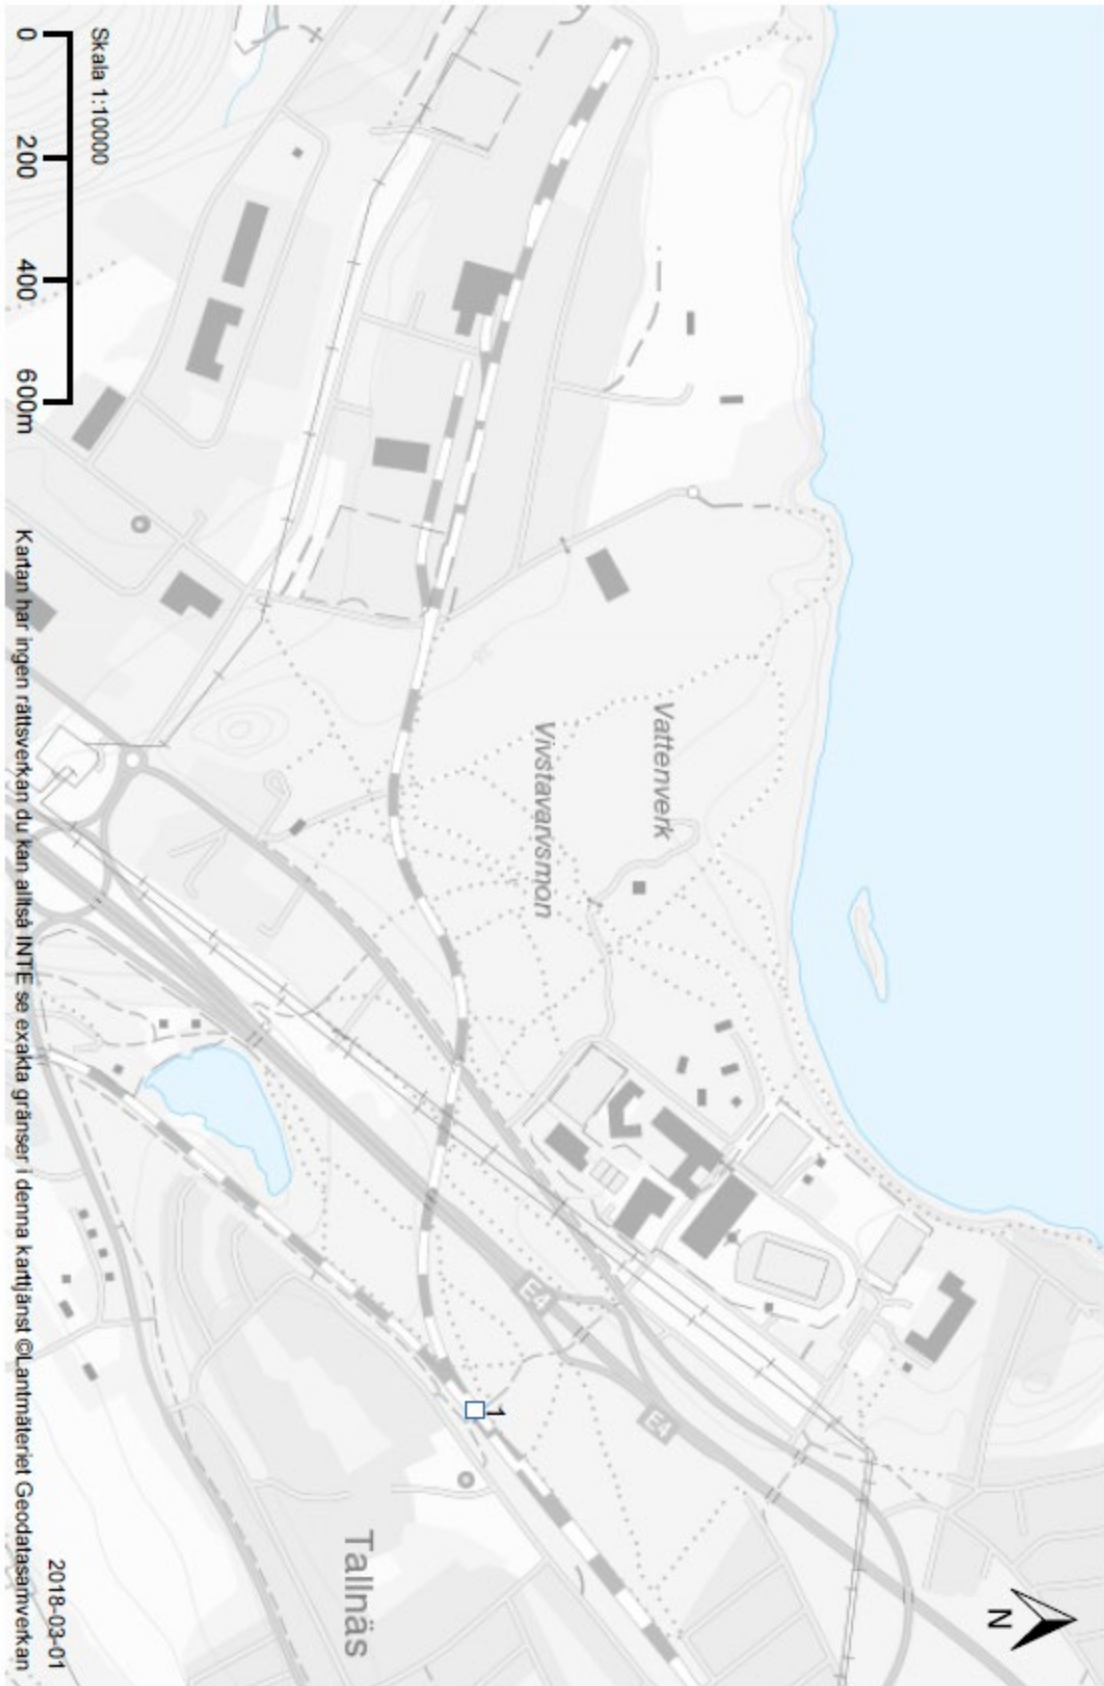 Skala 1:10000
0 200 400 600m
Kartan har ingen rättsverkan du kan alltså INTE se exakta gränser i denna karttjänst ©Lantmäteriet Geodatasamverkan
2018-03-01
Vattenverk
Vivstavarvsmon
E4
E4
1
Tallnäs
N